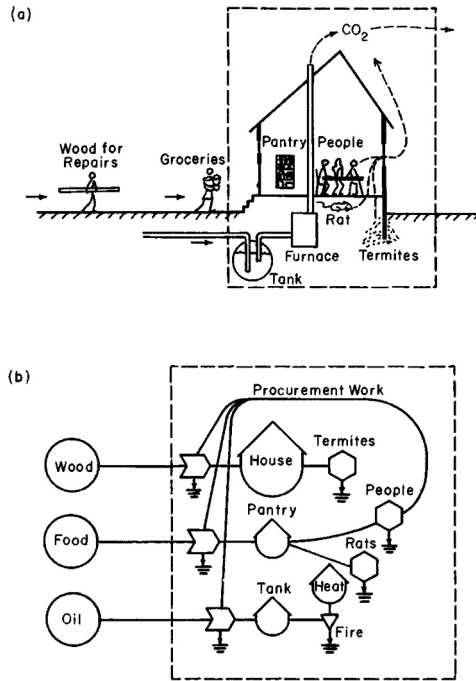 (a)
CO2
Pantry People
Wood for
Repairs
Groceries
Rat
Furnace
Termites
Tank
(b)
Procurement Work
Wood
House
Termites
People
Pantry
Food
Rats
Tank
Heat
Oil
Fire